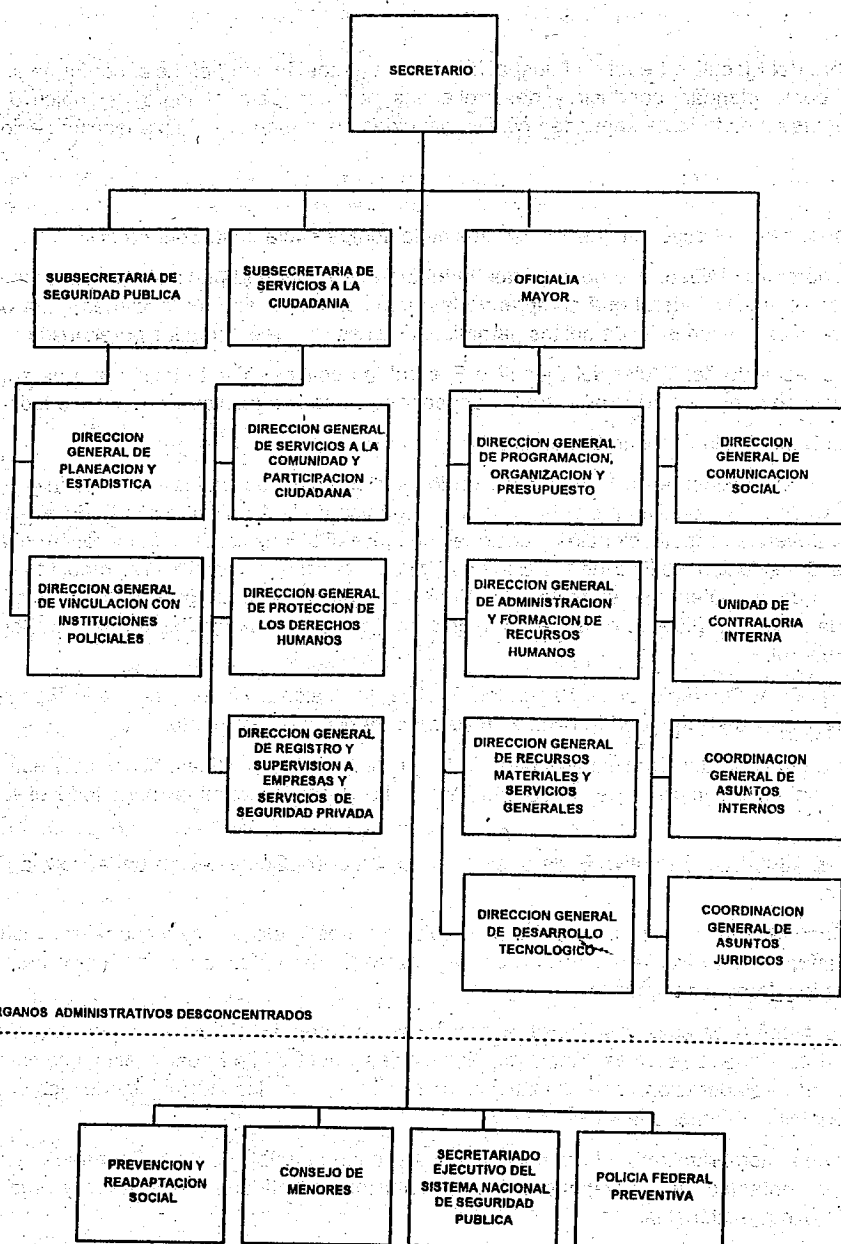 SECRETARIO
SUBSECRETARIA DE
SEGURIDAD PUBLICA
SUBSECRETARIA DE
SERVICIOS A LA
CIUDADANIA
OFICIALIA
MAYOR
DIRECCION
GENERAL DE
PLANEACION Y
ESTADISTICA
DIRECCION GENERAL
DE SERVICIOS A LA
COMUNIDAD Y
PARTICIPACION
CIUDADANA
DIRECCION GENERAL
DE PROGRAMACION,
ORGANIZACION Y
PRESUPUESTO
DIRECCION
GENERAL DE
COMUNICACION
SOCIAL
DIRECCION GENERAL
DE VINCULACION CON
INSTITUCIONES
POLICIALES
DIRECCION GENERAL
DE PROTECCION DE
LOS DERECHOS
HUMANOS
DIRECCION GENERAL
DE ADMINISTRACION
Y FORMACION DE
RECURSOS
HUMANOS
UNIDAD DE
CONTRALORIA
INTERNA
DIRECCION GENERAL
DE REGISTRO Y
SUPERVISION A
EMPRESAS Y
SERVICIOS DE
SEGURIDAD PRIVADA
DIRECCION GENERAL
DE RECURSOS
MATERIALES Y
SERVICIOS
GENERALES
COORDINACION
GENERAL DE
ASUNTOS
INTERNOS
DIRECCION GENERAL
DE DESARROLLO
TECNOLOGICO
COORDINACION
GENERAL DE
ASUNTOS
JURIDICOS
RGANOS ADMINISTRATIVOS DESCONCENTRADOS
PREVENCION Y
READAPTACION
SOCIAL
CONSEJO DE
MENORES
SECRETARIADO
EJECUTIVO DEL
SISTEMA NACIONAL
DE SEGURIDAD
PUBLICA
POLICIA FEDERAL
PREVENTIVA